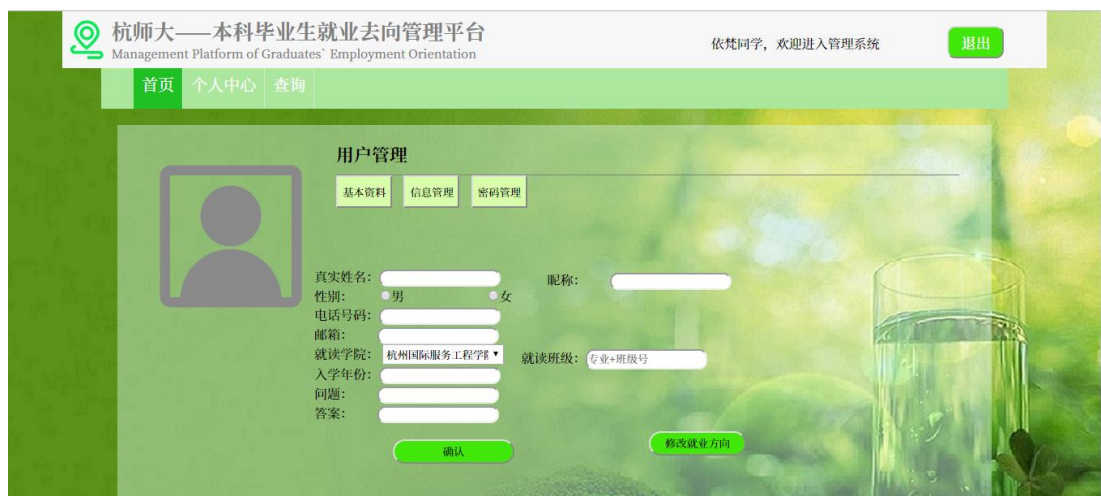 杭师大——本科毕业生就业去向管理平台
Management Platform of Graduates` Employment Orientation
依梵同学，欢迎进入管理系统
退出
首页 个人中心 查询
用户管理
基本资料 信息管理 密码管理
真实姓名： 昵称：
性别： 男 女
电话号码：
邮箱：
就读学院： 杭州国际服务工程学 就读班级： 专业+班级号
入学年份：
问题：
答案：
确认 修改就业方向